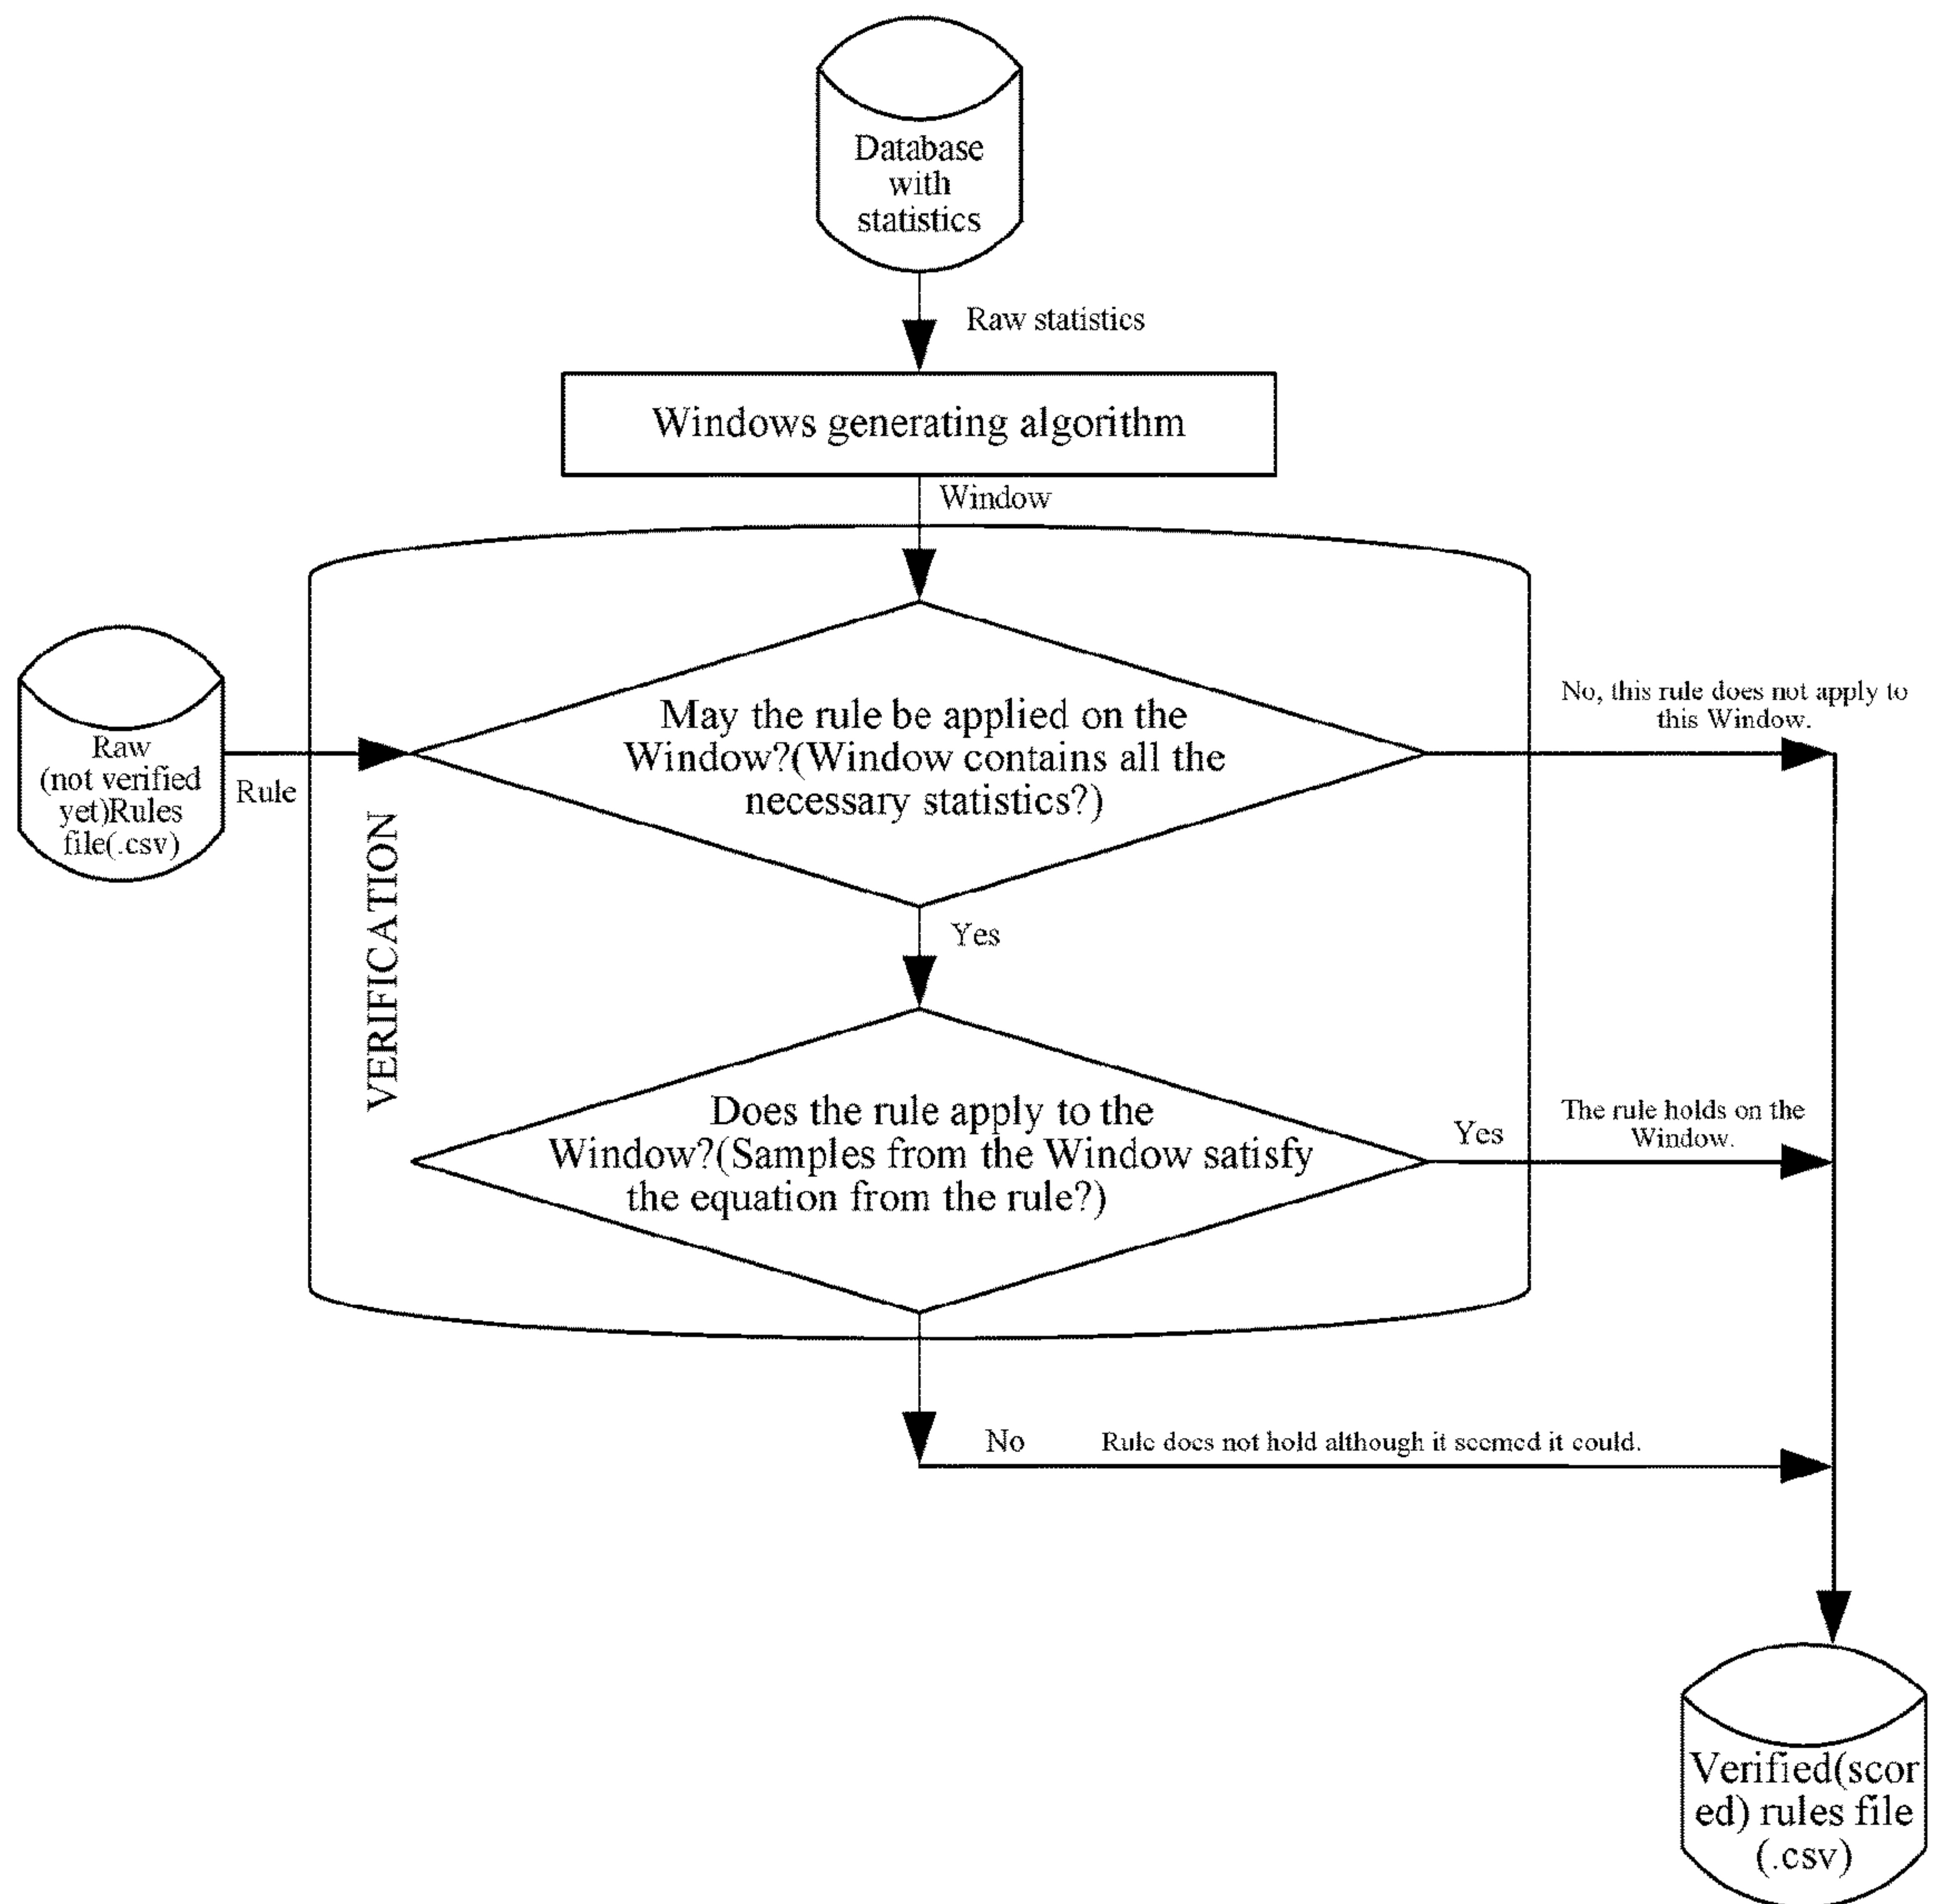 Database
with
statistics
Raw statistics
Windows generating algorithm
Window
May the rule be applied on the
Window?(Window contains all the
necessary statistics?)
No, this rule does not apply to
this Window.
Raw
(not verified
yet)Rules
file(.csv)
Rule
VERIFICATION
Yes
Does the rule apply to the
Window?(Samples from the Window satisfy
the equation from the rule?)
Yes
The rule holds on the
Window.
No
Rule does not hold although it seemed it could.
Verified(scor
ed) rules file
(.csv)